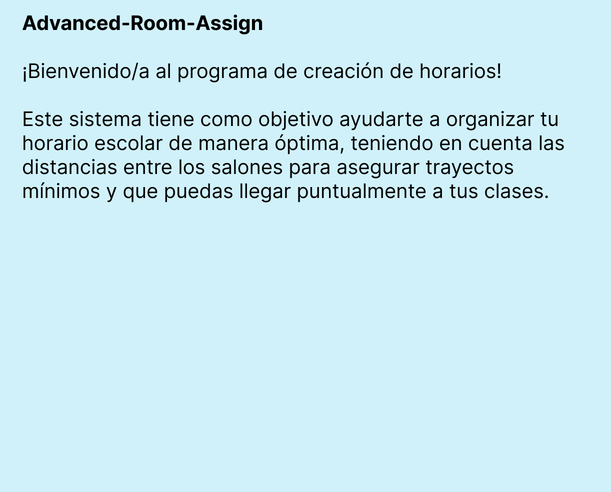 Advanced-Room-Assign
¡Bienvenido/a al programa de creación de horarios!
Este sistema tiene como objetivo ayudarte a organizar tu
horario escolar de manera óptima, teniendo en cuenta las
distancias entre los salones para asegurar trayectos
mínimos y que puedas llegar puntualmente a tus clases.